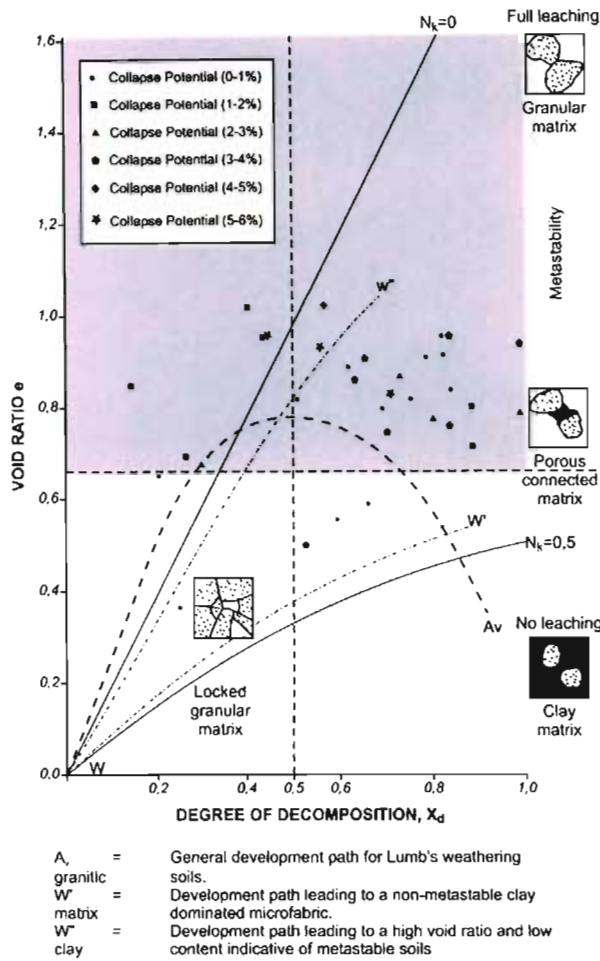 N_k=0
Full leaching
1,6
Collapse Potential (0-1%)
Collapse Potential (1-2%)
Collapse Potential (2-3%)
Collapse Potential (3-4%)
Collapse Potential (4-5%)
Collapse Potential (5-6%)
Granular
matrix
1,4
1,2
Metastability
1,0
W"
VOID RATIO e
0,8
Porous
connected
matrix
0,6
W'
N_k=0,5
0,4
Av
No leaching
0,2
Locked
granular
matrix
Clay
matrix
0,0
W
0,2
0,4
0,5
0,6
0,8
1,0
DEGREE OF DECOMPOSITION, X_d
A, = General development path for Lumb's weathering
granitic soils.
W' = Development path leading to a non-metastable clay
matrix dominated microfabric.
W" = Development path leading to a high void ratio and low
clay content indicative of metastable soils